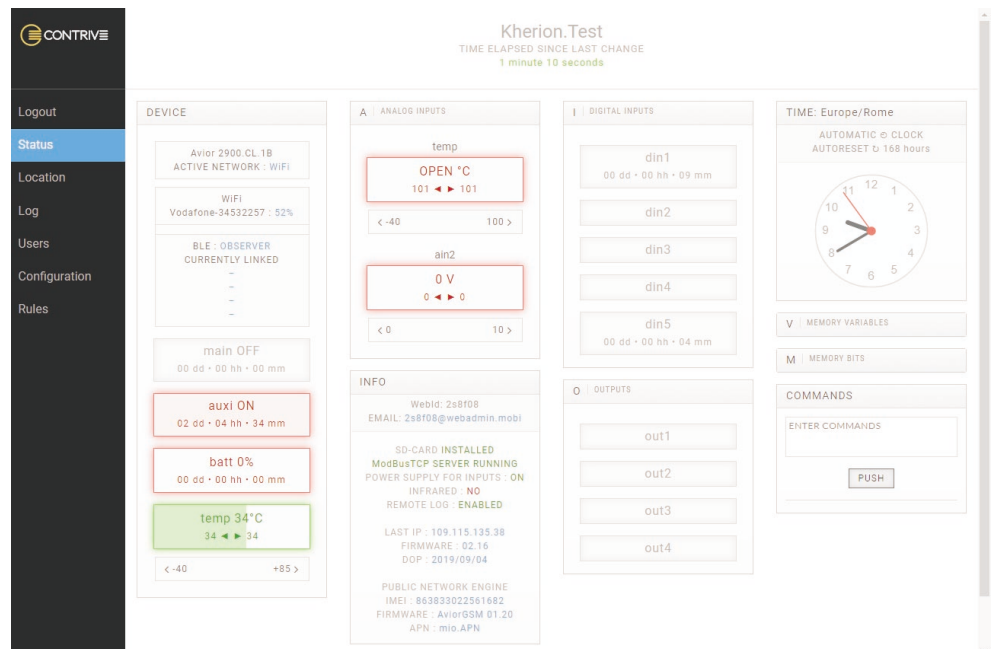 CONTRIVE
Kherion.Test
TIME ELAPSED SINCE LAST CHANGE
1 minute 10 seconds
Logout
Status
Location
Log
Users
Configuration
Rules
DEVICE
Avior 2900.CL.1B
ACTIVE NETWORK : WIFI
WiFi
Vodafone-34532257 : 52%
BLE : OBSERVER
CURRENTLY LINKED
–
–
–
–
main OFF
00 dd • 00 hh • 00 mm
auxi ON
02 dd • 04 hh • 34 mm
batt 0%
00 dd • 00 hh • 00 mm
temp 34°C
34 ◄ ► 34
< -40 +85 >
A | ANALOG INPUTS
temp
OPEN °C
101 ◄ ► 101
< -40 100 >
ain2
0 V
0 ◄ ► 0
< 0 10 >
INFO
WebId: 2s8f08
EMAIL: 2s8f08@webadmin.mobi
SD-CARD INSTALLED
ModBusTCP SERVER RUNNING
POWER SUPPLY FOR INPUTS : ON
INFRARED : NO
REMOTE LOG : ENABLED
LAST IP : 109.115.135.38
FIRMWARE : 02.16
DOP : 2019/09/04
PUBLIC NETWORK ENGINE
IMEI : 863833022561682
FIRMWARE : AviorGSM 01.20
APN : mio.APN
I | DIGITAL INPUTS
din1
00 dd • 00 hh • 09 mm
din2
din3
din4
din5
00 dd • 00 hh • 04 mm
O | OUTPUTS
out1
out2
out3
out4
TIME: Europe/Rome
AUTOMATIC ↻ CLOCK
AUTORESET ↻ 168 hours
12
11 1
10 2
9 3
8 4
7 5
6
V | MEMORY VARIABLES
M | MEMORY BITS
COMMANDS
ENTER COMMANDS
PUSH